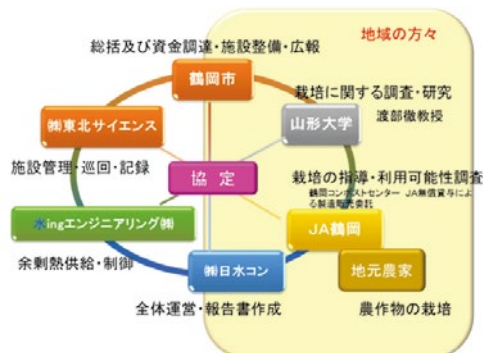 地域の方々
総括及び資金調達・施設整備・広報
鶴岡市
栽培に関する調査・研究
㈱東北サイエンス
山形大学
渡部徹教授
施設管理・巡回・記録
協定
栽培の指導・利用可能性調査
鶴岡コンポストセンター JA無償貸与による製造販売委託
水ingエンジニアリング㈱
JA鶴岡
余剰熱供給・制御
㈱日水コン
地元農家
全体運営・報告書作成
農作物の栽培